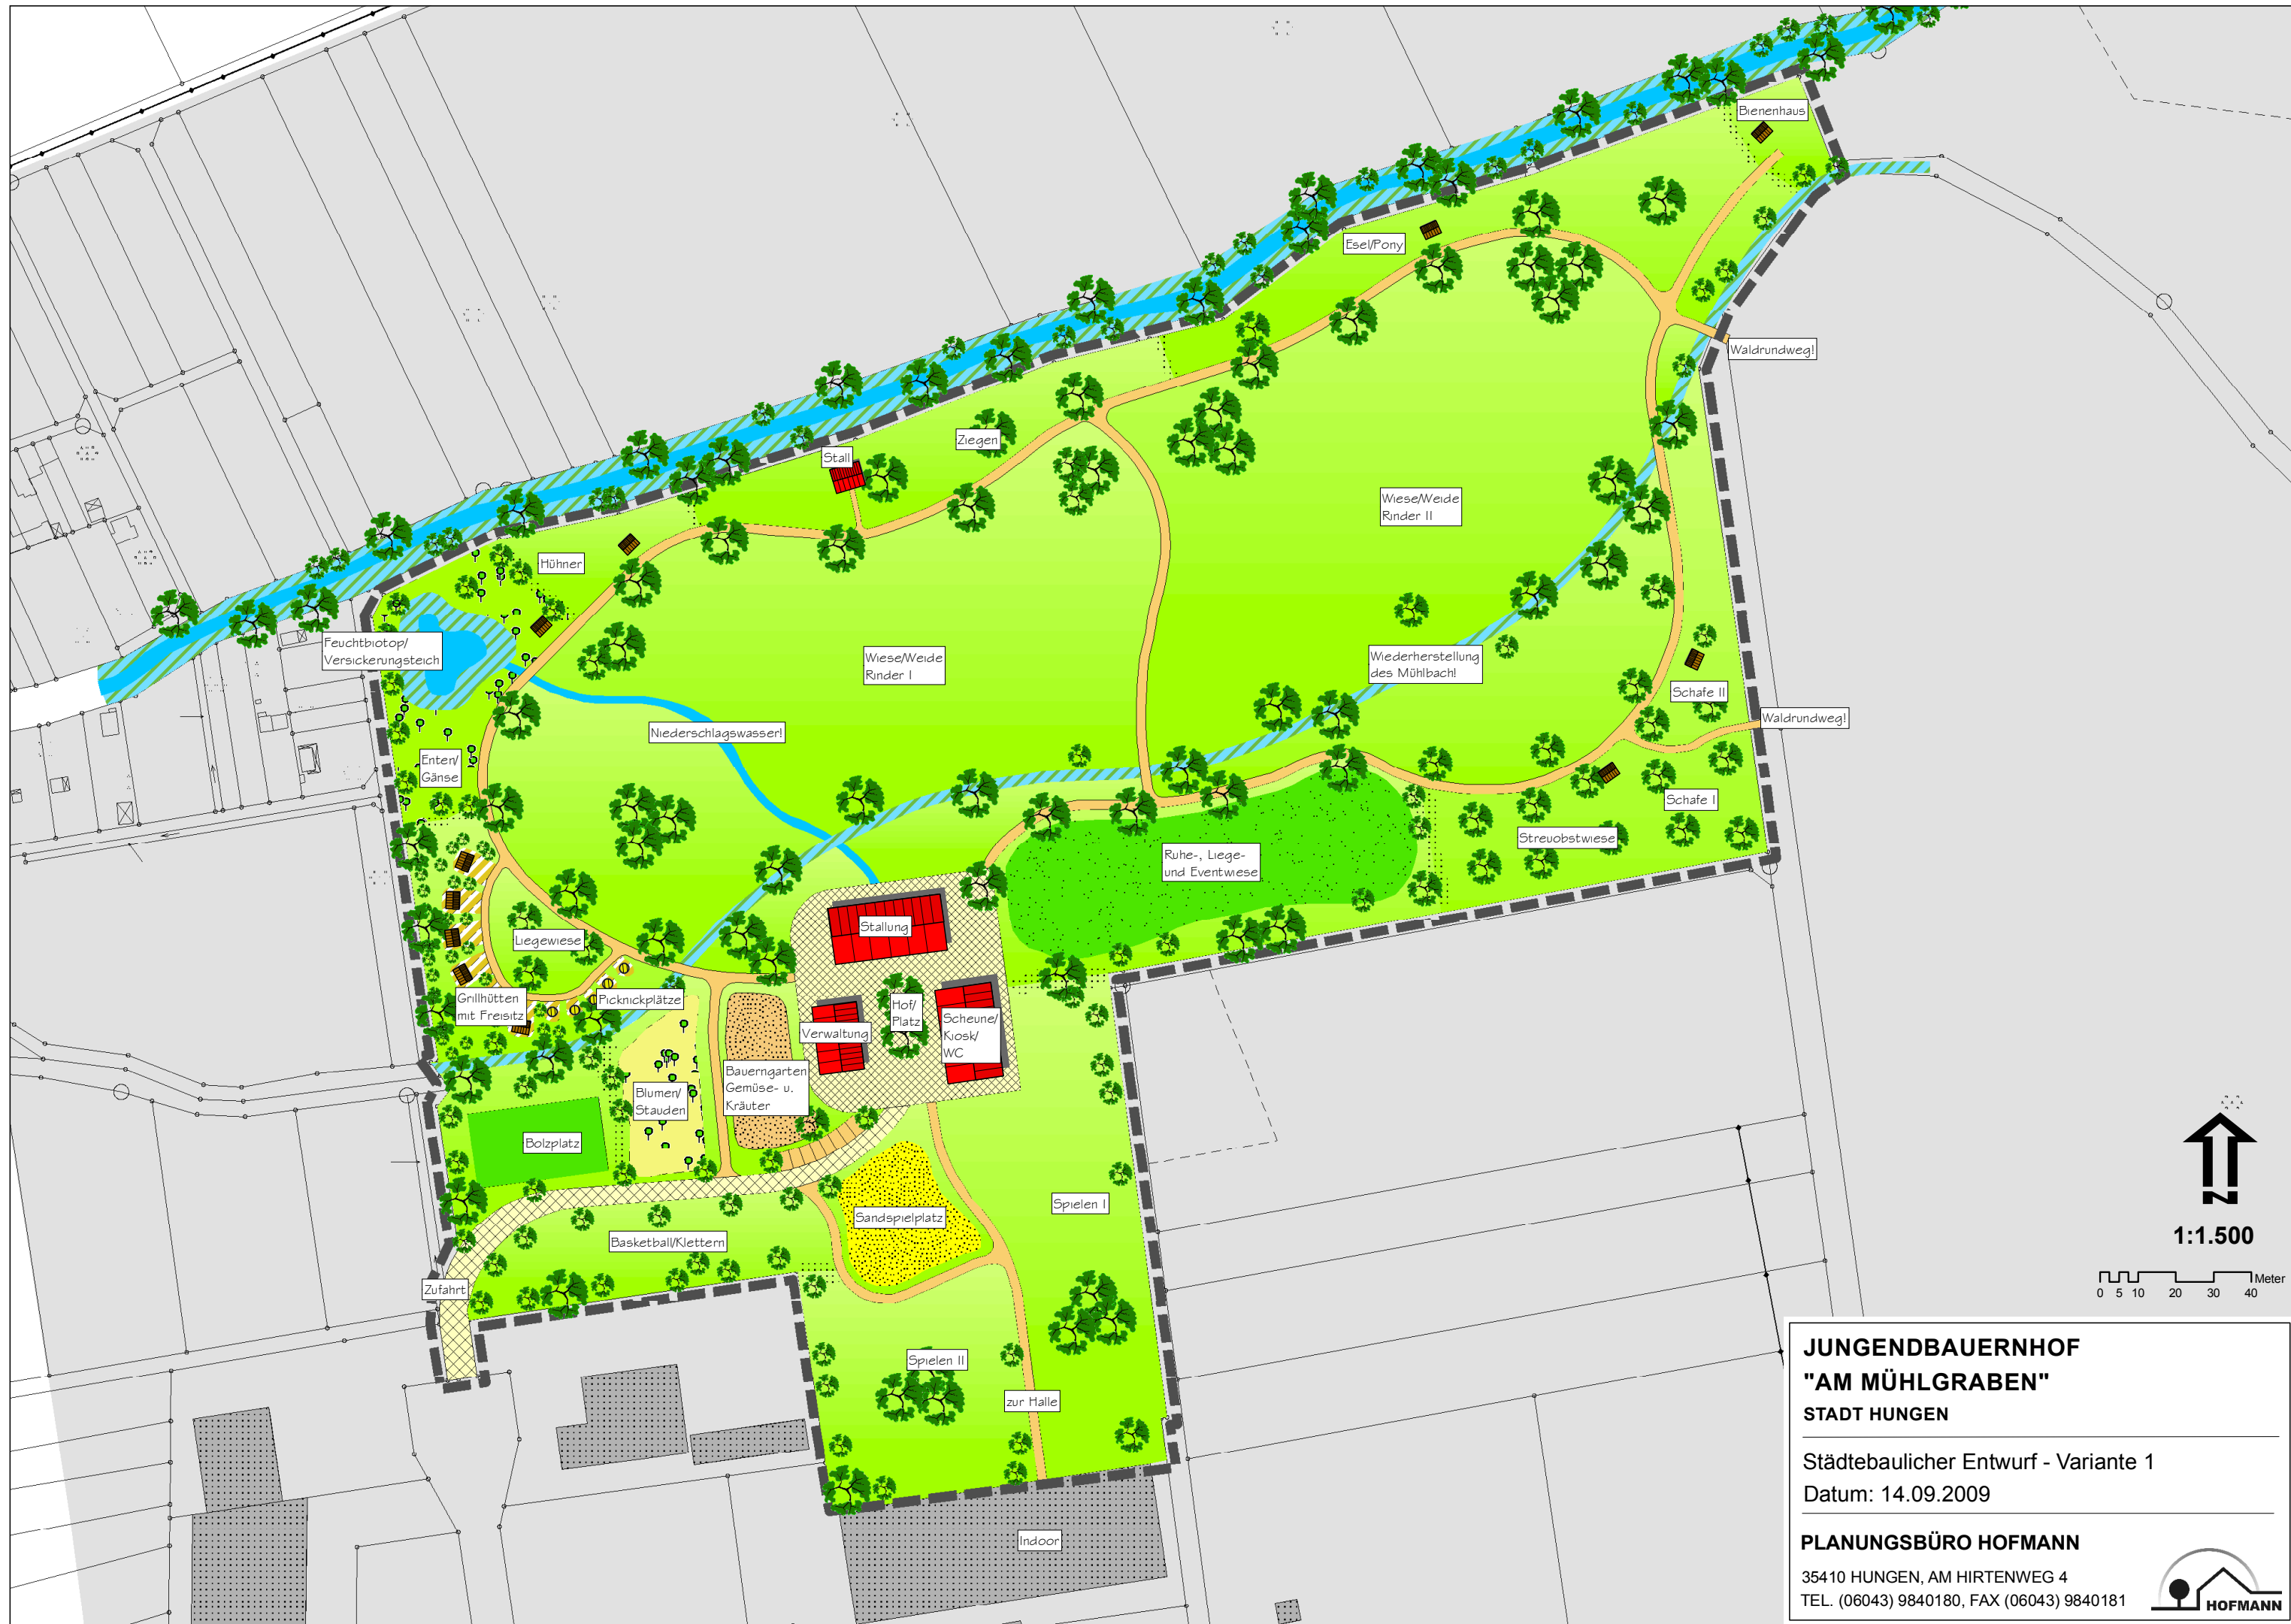 Bienenhaus
Esel/Pony
Waldrundweg!
Ziegen
Stall
Wiese/Weide
Rinder II
Hühner
Feuchtbiotop/
Versickerungsteich
Wiese/Weide
Rinder I
Wiederherstellung
des Mühlbach!
Schafe II
Waldrundweg!
Niederschlagswasser!
Enten/
Gänse
Schafe I
Streuobstwiese
Ruhe-, Liege-
und Eventwiese
Stallung
Liegewiese
Grillhütten
mit Freisitz
Picknickplätze
Hof/
Platz
Verwaltung
Scheune/
Kiosk/
WC
Bauerngarten
Gemüse- u.
Kräuter
Blumen/
Stauden
Bolzplatz
Spielen I
Sandspielplatz
Basketball/Klettern
Zufahrt
Spielen II
zur Halle
Indoor
N
1:1.500
Meter
0 5 10 20 30 40
JUNGENDBAUERNHOF
"AM MÜHLGRABEN"
STADT HUNGEN
Städtebaulicher Entwurf - Variante 1
Datum: 14.09.2009
PLANUNGSBÜRO HOFMANN
35410 HUNGEN, AM HIRTENWEG 4
TEL. (06043) 9840180, FAX (06043) 9840181
HOFMANN